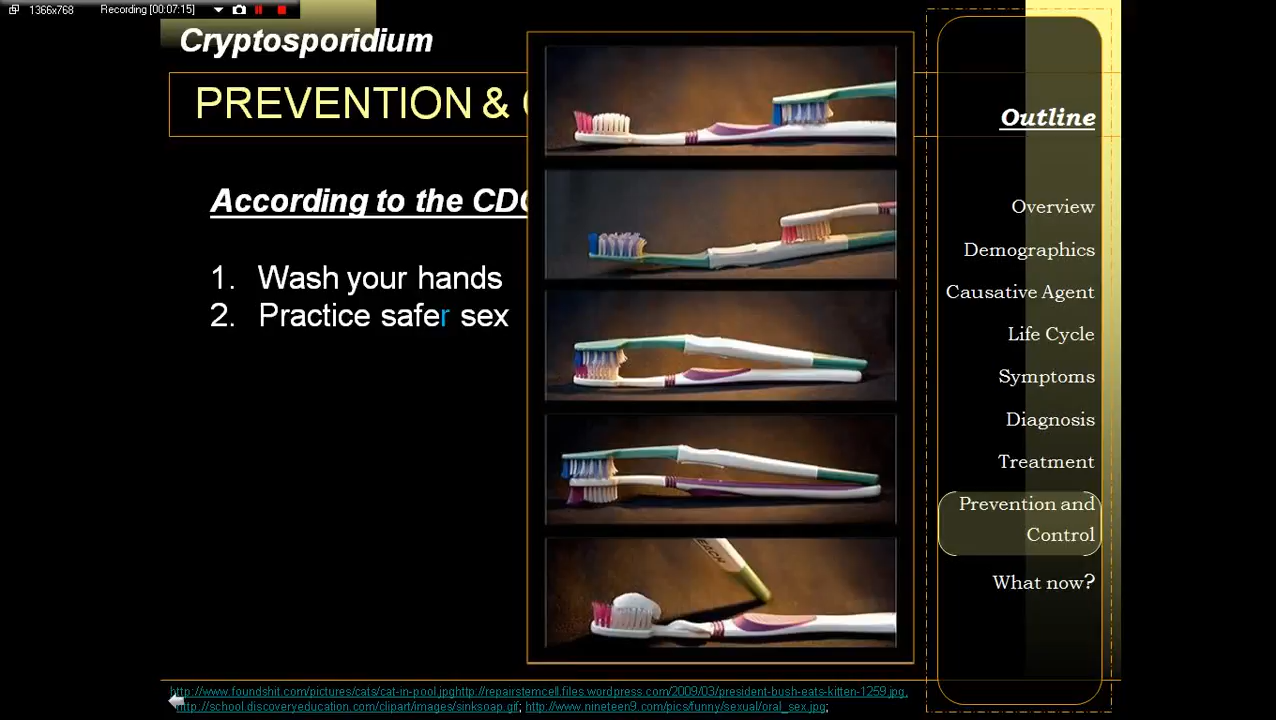 1366x768 Recording [00:07:15]
Cryptosporidium
PREVENTION &
According to the CDC
1. Wash your hands
2. Practice safer sex
EACH
Outline
Overview
Demographics
Causative Agent
Life Cycle
Symptoms
Diagnosis
Treatment
Prevention and
Control
What now?
http://www.foundshit.com/pictures/cats/cat-in-pool.jpghttp://repairstemcell.files.wordpress.com/2009/03/president-bush-eats-kitten-1259.jpg,
http://school.discoveryeducation.com/clipart/images/sinksoap.gif; http://www.nineteen9.com/pics/funny/sexual/oral_sex.jpg;